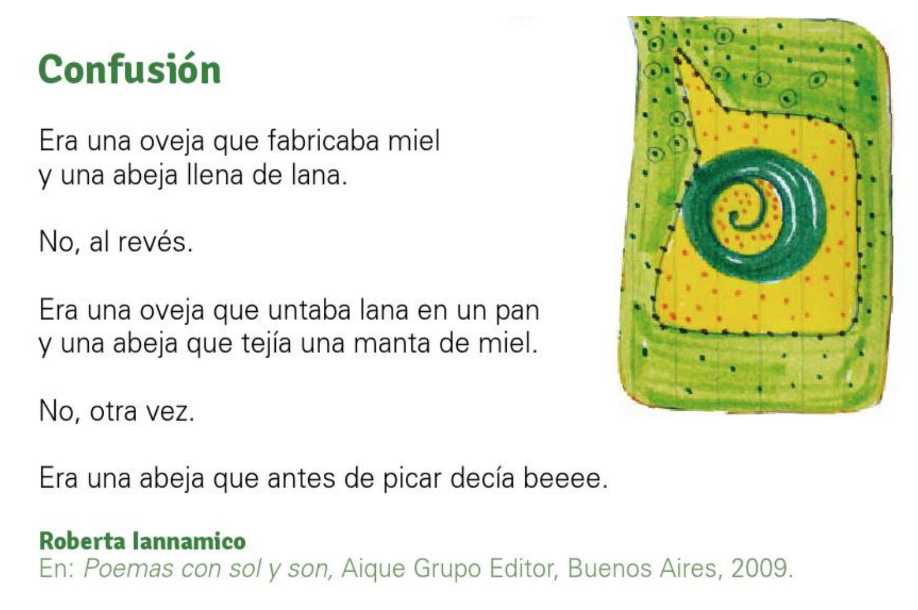 Confusión
Era una oveja que fabricaba miel
y una abeja llena de lana.
No, al revés.
Era una oveja que untaba lana en un pan
y una abeja que tejía una manta de miel.
No, otra vez.
Era una abeja que antes de picar decía beeee.
Roberta Iannamico
En: Poemas con sol y son, Aique Grupo Editor, Buenos Aires, 2009.